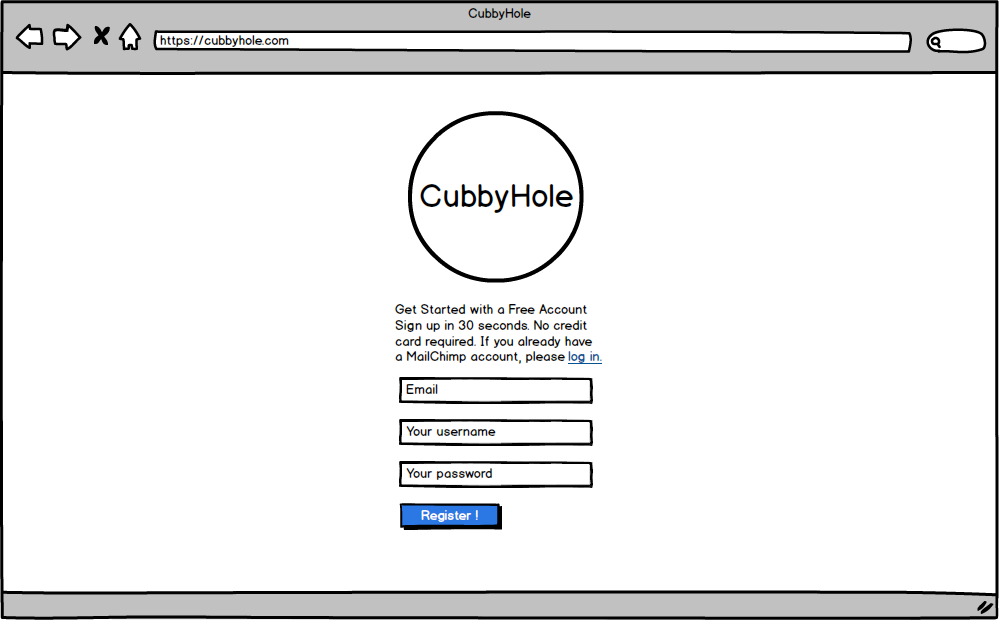 CubbyHole
https://cubbyhole.com
CubbyHole
Get Started with a Free Account
Sign up in 30 seconds. No credit
card required. If you already have
a MailChimp account, please log in.
Email
Your username
Your password
Register !